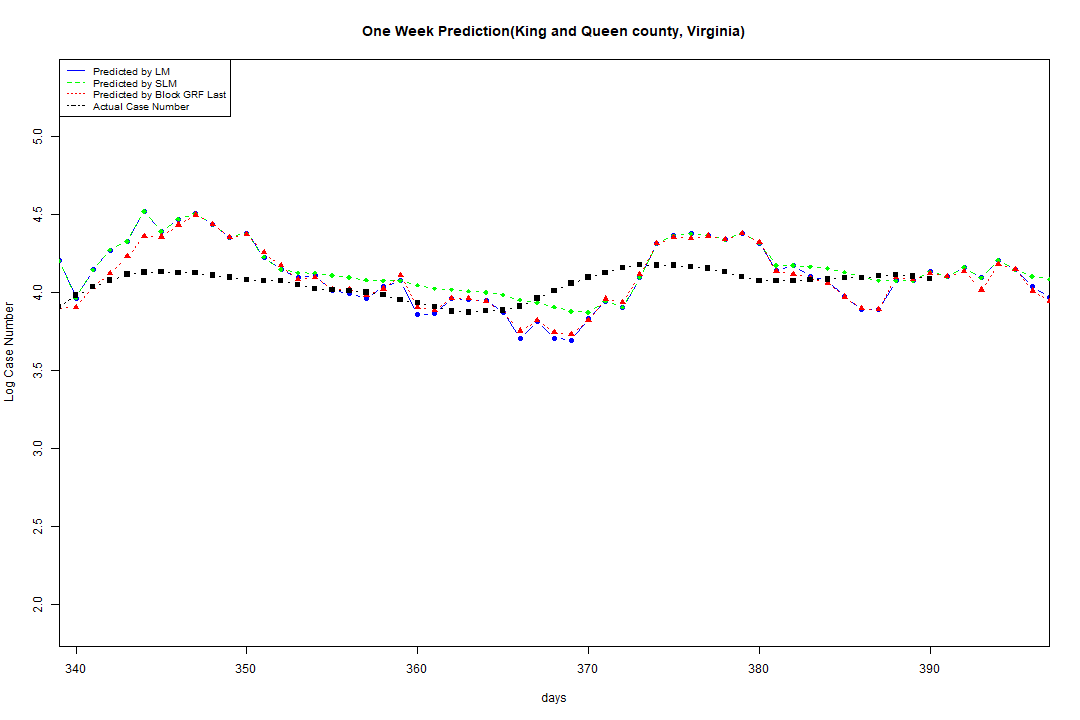 One Week Prediction(King and Queen county, Virginia)
Predicted by LM
Predicted by SLM
Predicted by Block GRF Last
Actual Case Number
5.0
4.5
4.0
3.5
3.0
2.5
2.0
Log Case Number
340 350 360 370 380 390
days